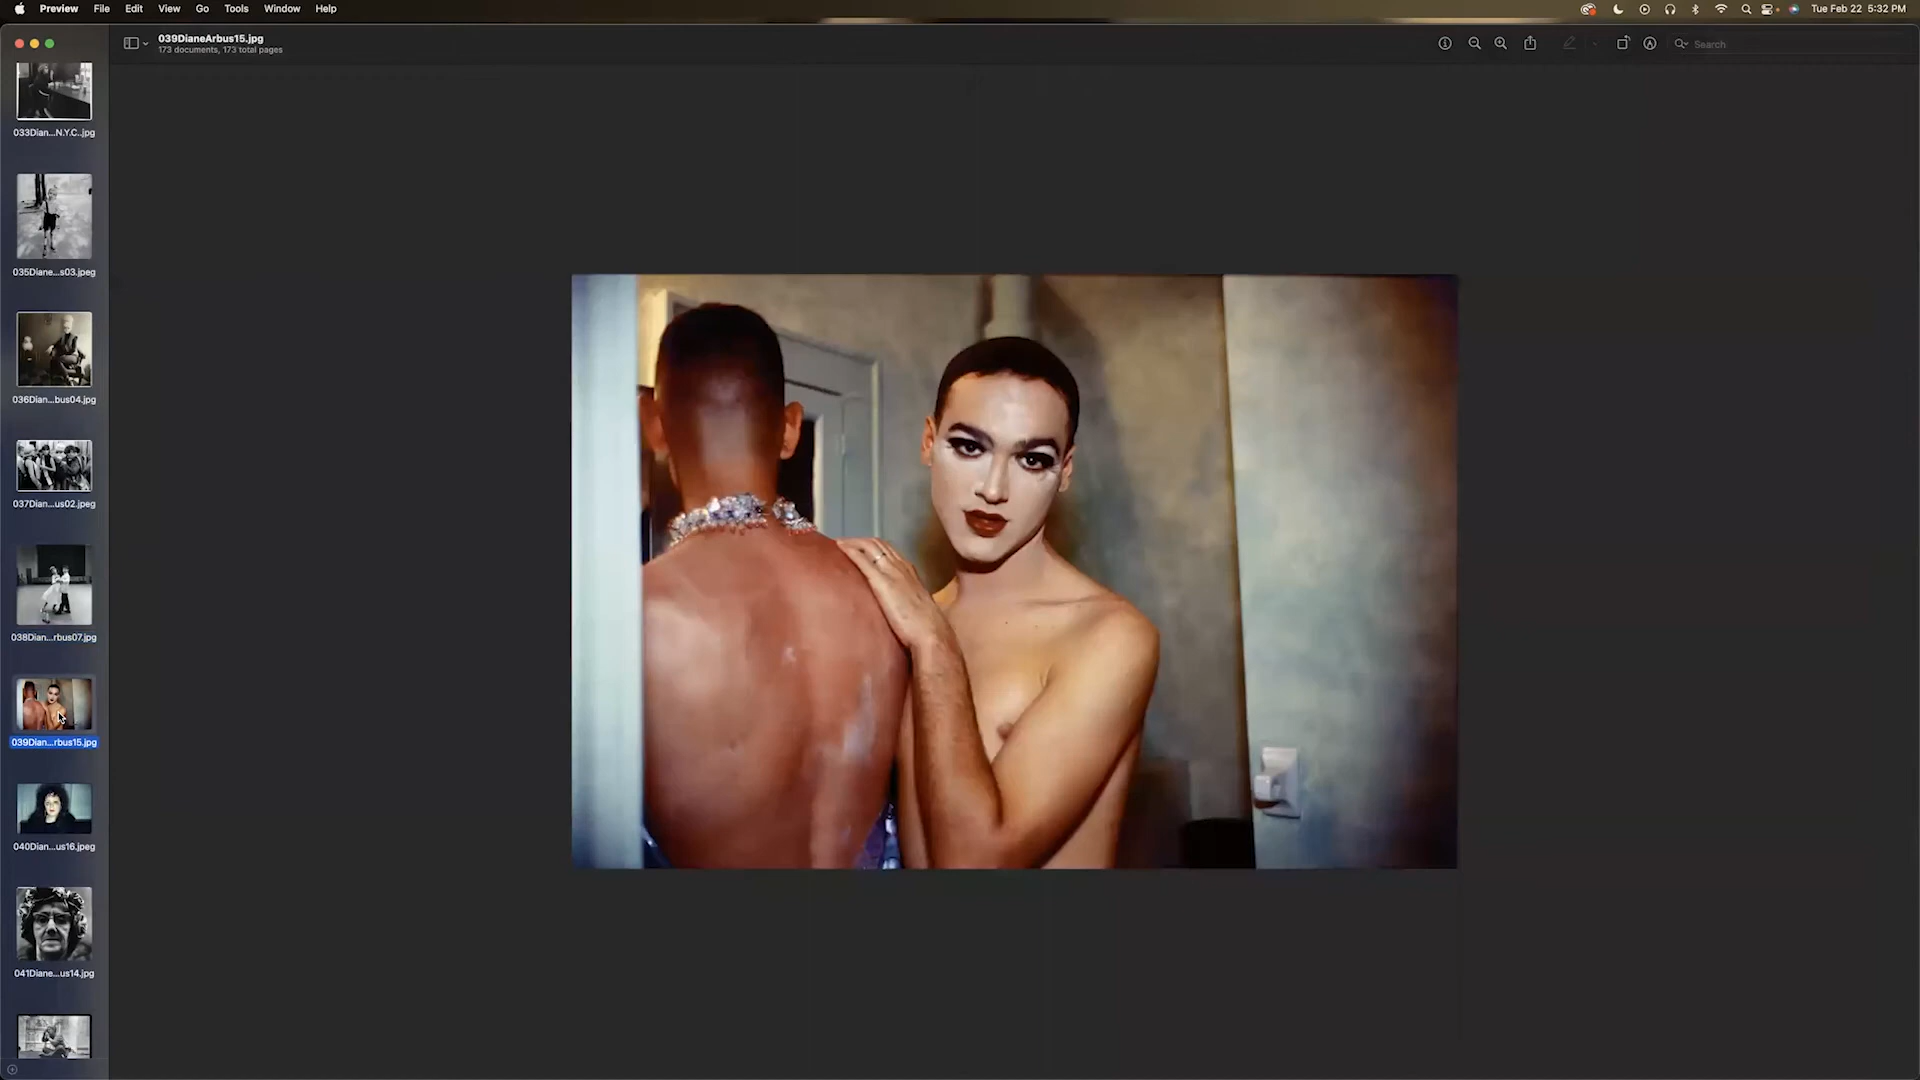 Preview File Edit View Go Tools Window Help
Tue Feb 22 5:32 PM
039DianeArbus15.jpg
173 documents, 173 total pages
Search
033Dian...N.Y.C..jpg
035Diane...s03.jpeg
036Dian...bus04.jpg
037Dian...us02.jpeg
038Dian...rbus07.jpg
039Dian...rbus15.jpg
040Dian...us16.jpeg
041Diane...us14.jpg